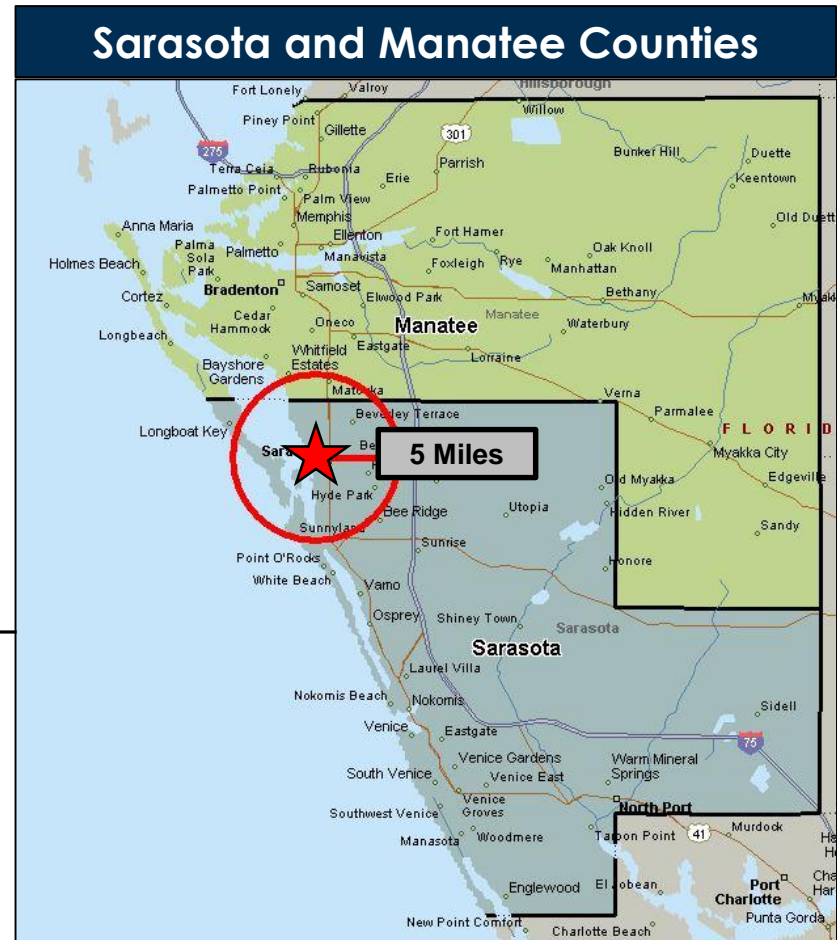 Sarasota and Manatee Counties
Fort Lonely
Valroy
Hillsborough
Willow
Piney Point
Gillette
301
275
Bunker Hill
Duette
Parrish
Terra Ceia
Rubonia
Erie
Keentown
Palmetto Point
Palm View
Memphis
Old Duett
Anna Maria
Ellenton
Fort Hamer
Palma
Sola
Park
Palmetto
Manavista
Oak Knoll
Holmes Beach
Foxleigh
Rye
Manhattan
Bradenton
Samoset
Bethany
Cortez
Elwood Park
Cedar
Hammock
Oneco
Manatee
Manatee
Waterbury
Longbeach
Whitfield
Estates
Eastgate
Lorraine
Bayshore
Gardens
Verna
Beverley Terrace
Parmalee
Longboat Key
FLORID
Sara
5 Miles
Myakka City
Old Myakka
Edgeville
Hyde Park
Bee Ridge
Utopia
Hidden River
Sunnyland
Sandy
Sunrise
Point O'Rocks
Honore
White Beach
Vamo
Osprey
Shiney Town
Sarasota
Sarasota
Laurel Villa
Nokomis Beach
Nokomis
Sidell
Venice
Eastgate
75
Venice Gardens
Warm Mineral
Springs
South Venice
Venice East
Venice
Groves
North Port
Southwest Venice
Murdock
41
Manasota
Woodmere
Tarpon Point
Englewood
El Jobean
Port
Charlotte
Cha
Har
New Point Comfort
Punta Gorda
Charlotte Beach